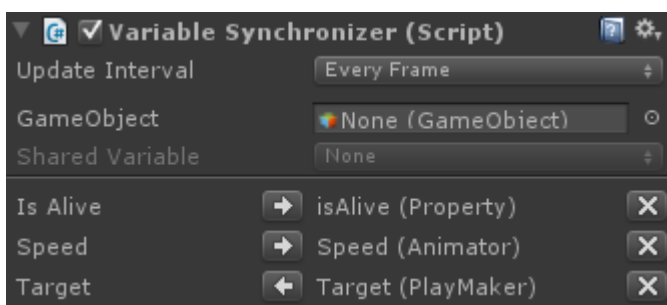 Variable Synchronizer (Script)
Update Interval Every Frame
GameObject None (GameObject)
Shared Variable None
Is Alive isAlive (Property)
Speed Speed (Animator)
Target Target (PlayMaker)